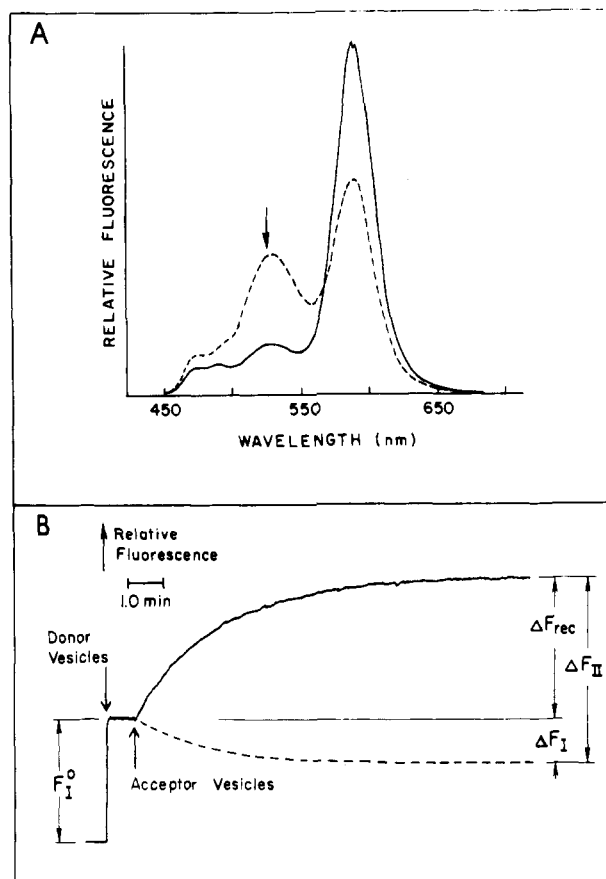 A
RELATIVE FLUORESCENCE
450
550
650
WAVELENGTH (nm)
B
Relative
Fluorescence
1.0 min
Donor
Vesicles
Acceptor Vesicles
F°I
ΔFrec
ΔFII
ΔFI